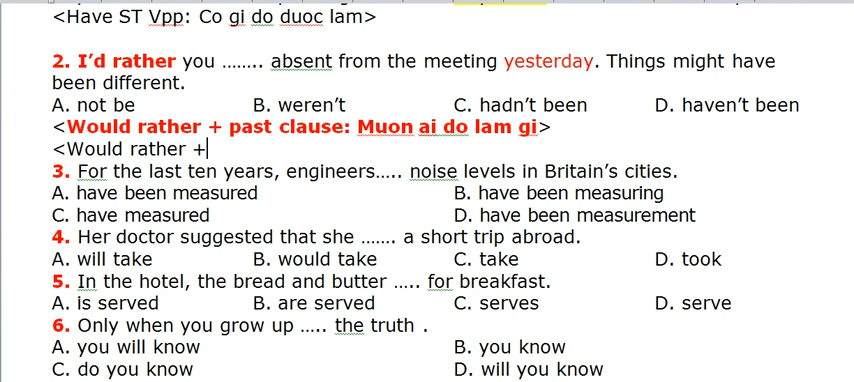 <Have ST Vpp: Co gi do duoc lam>
2. I’d rather you …….. absent from the meeting yesterday. Things might have
been different.
A. not be B. weren’t C. hadn’t been D. haven’t been
<Would rather + past clause: Muon ai do lam gi>
<Would rather +
3. For the last ten years, engineers….. noise levels in Britain’s cities.
A. have been measured B. have been measuring
C. have measured D. have been measurement
4. Her doctor suggested that she ……. a short trip abroad.
A. will take B. would take C. take D. took
5. In the hotel, the bread and butter ….. for breakfast.
A. is served B. are served C. serves D. serve
6. Only when you grow up ….. the truth .
A. you will know B. you know
C. do you know D. will you know